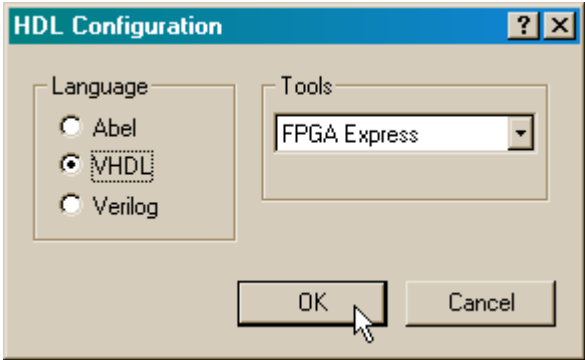 HDL Configuration
Language
Abel
VHDL
Verilog
Tools
FPGA Express
OK
Cancel